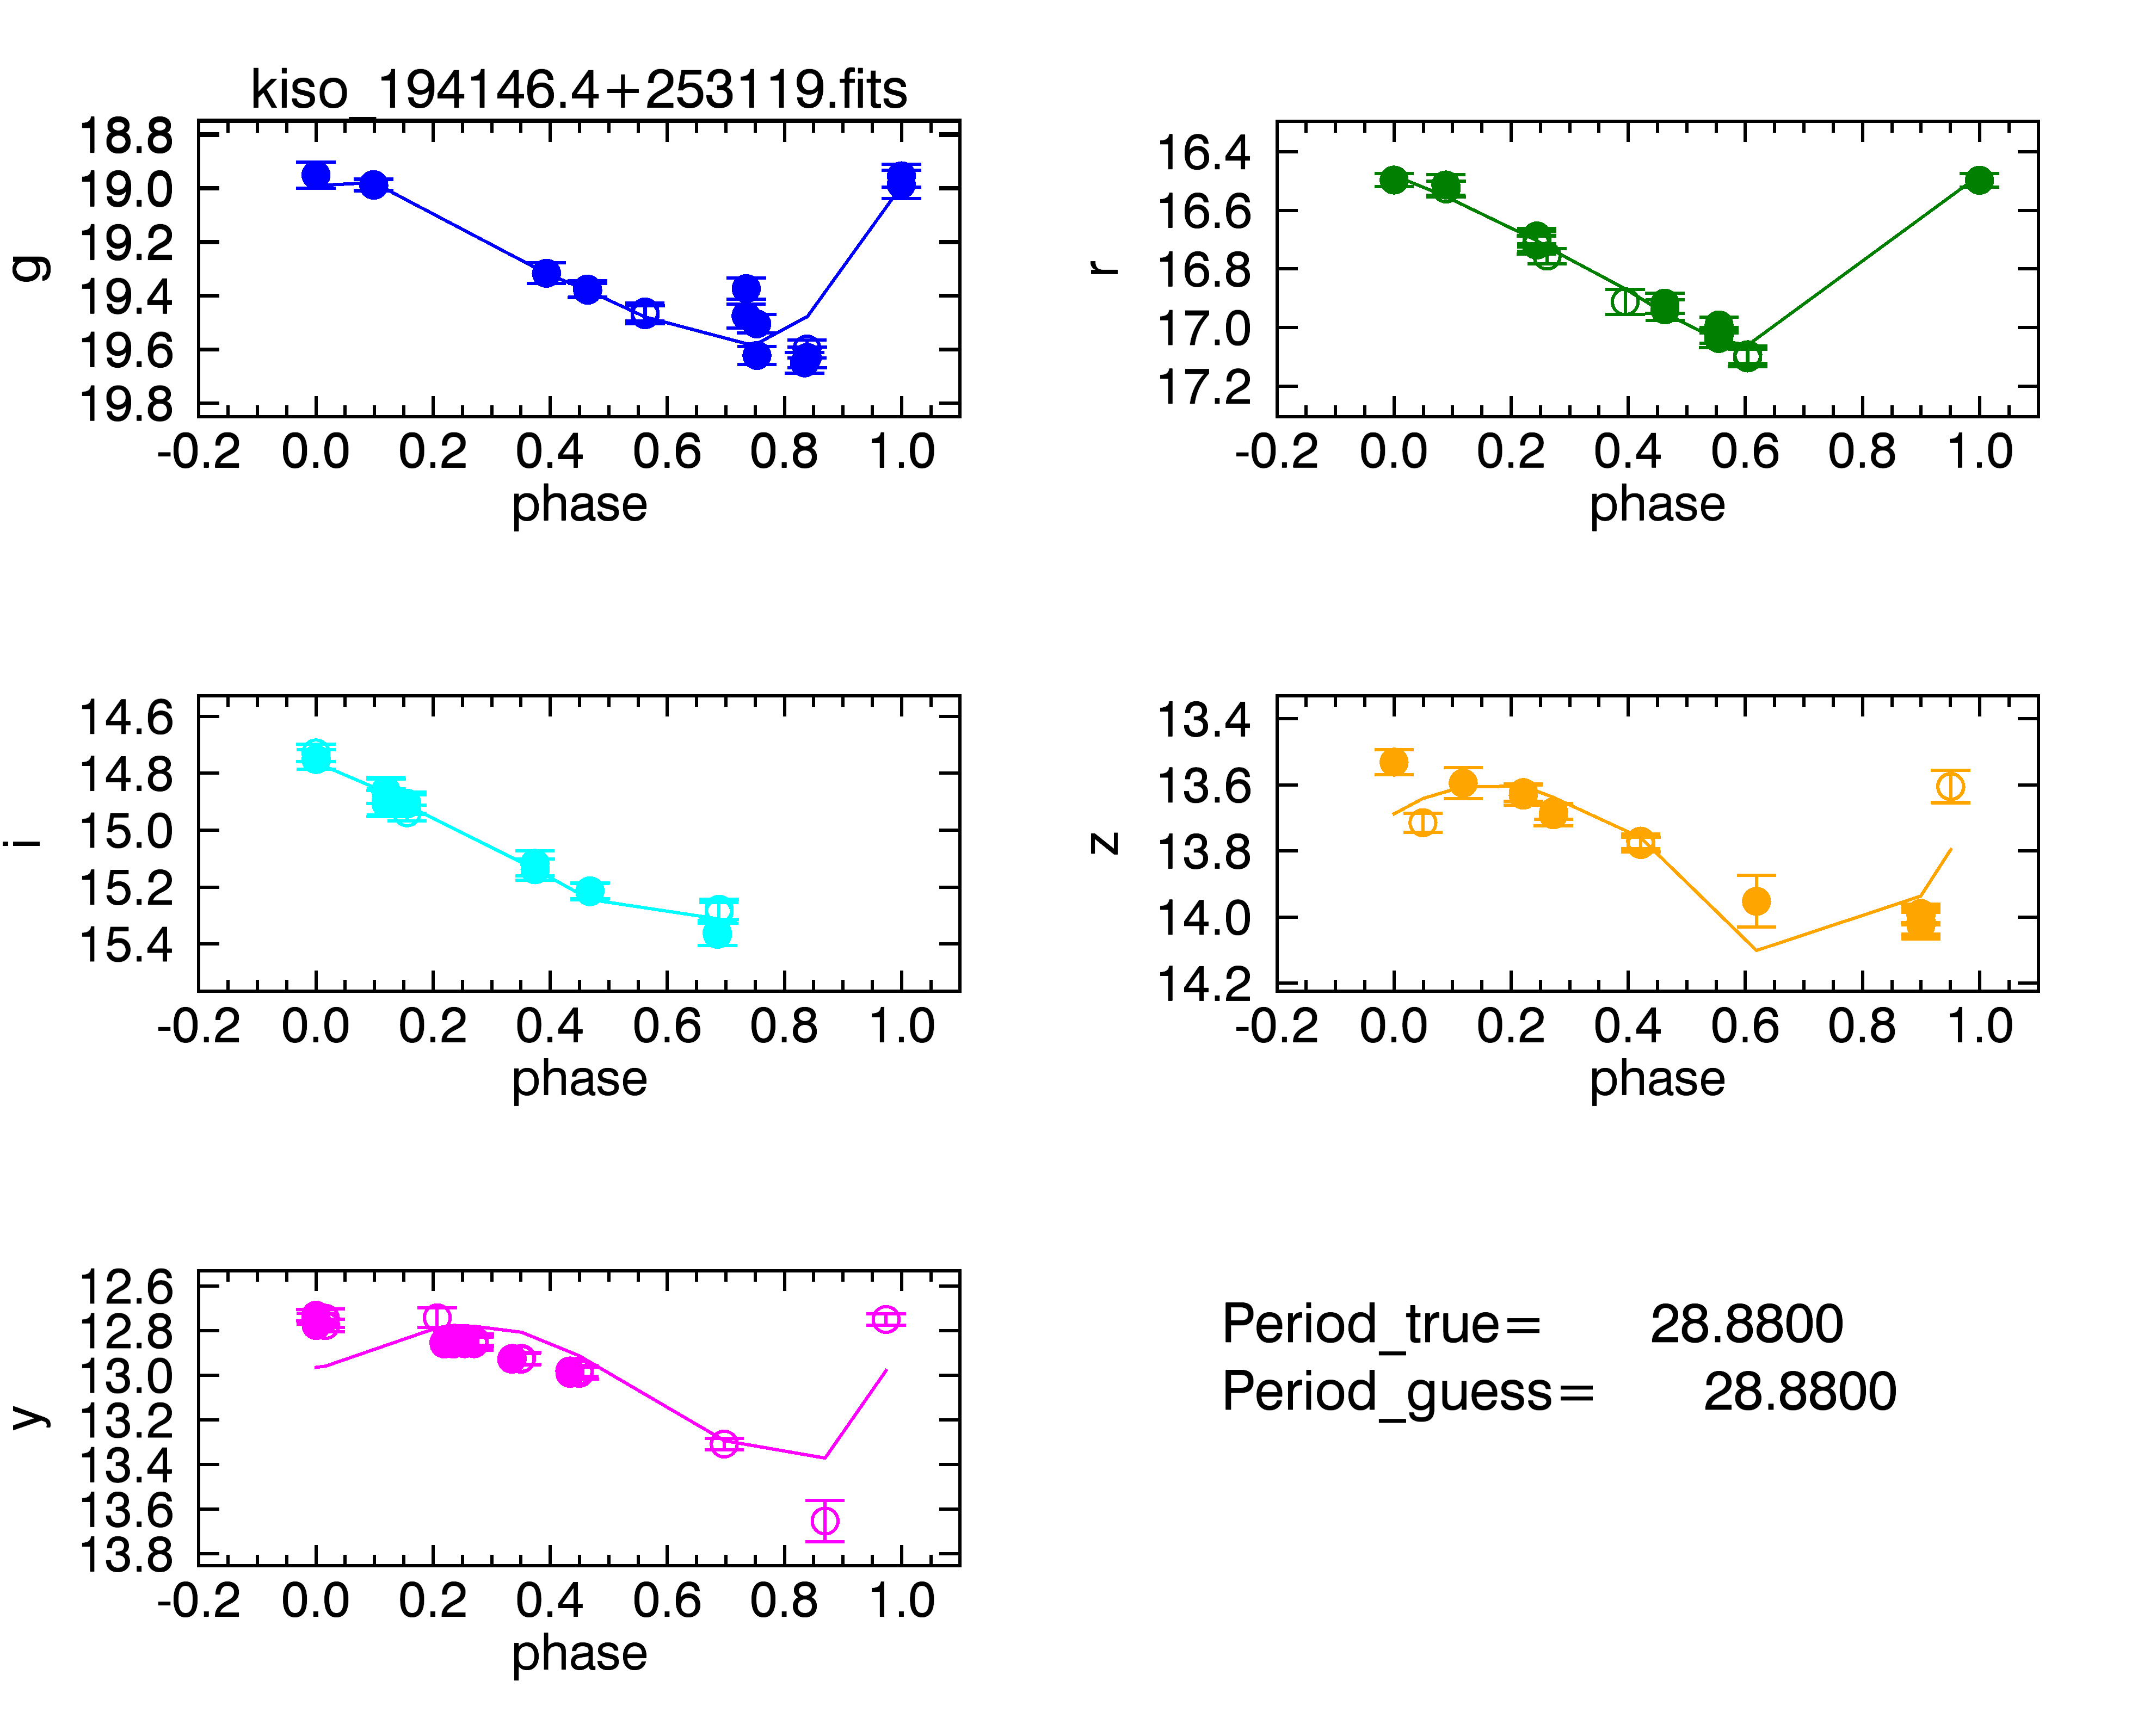 kiso_194146.4+253119.fits
18.8
19.0
19.2
19.4
19.6
19.8
g
-0.2 0.0 0.2 0.4 0.6 0.8 1.0
phase
16.4
16.6
16.8
17.0
17.2
r
-0.2 0.0 0.2 0.4 0.6 0.8 1.0
phase
14.6
14.8
15.0
15.2
15.4
i
-0.2 0.0 0.2 0.4 0.6 0.8 1.0
phase
13.4
13.6
13.8
14.0
14.2
z
-0.2 0.0 0.2 0.4 0.6 0.8 1.0
phase
12.6
12.8
13.0
13.2
13.4
13.6
13.8
y
-0.2 0.0 0.2 0.4 0.6 0.8 1.0
phase
Period_true= 28.8800
Period_guess= 28.8800